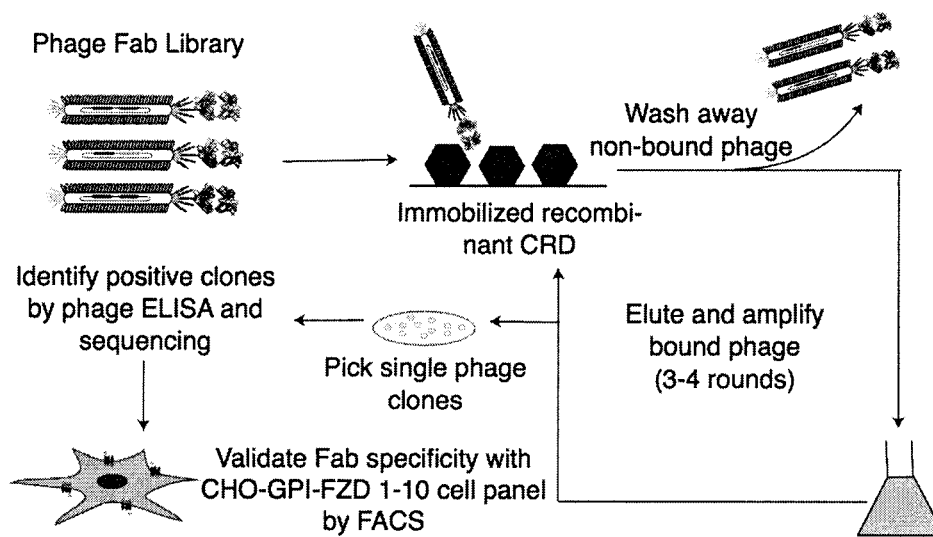 Phage Fab Library
Wash away
non-bound phage
Immobilized recombi-
nant CRD
Identify positive clones
by phage ELISA and
sequencing
Pick single phage
clones
Elute and amplify
bound phage
(3-4 rounds)
Validate Fab specificity with
CHO-GPI-FZD 1-10 cell panel
by FACS